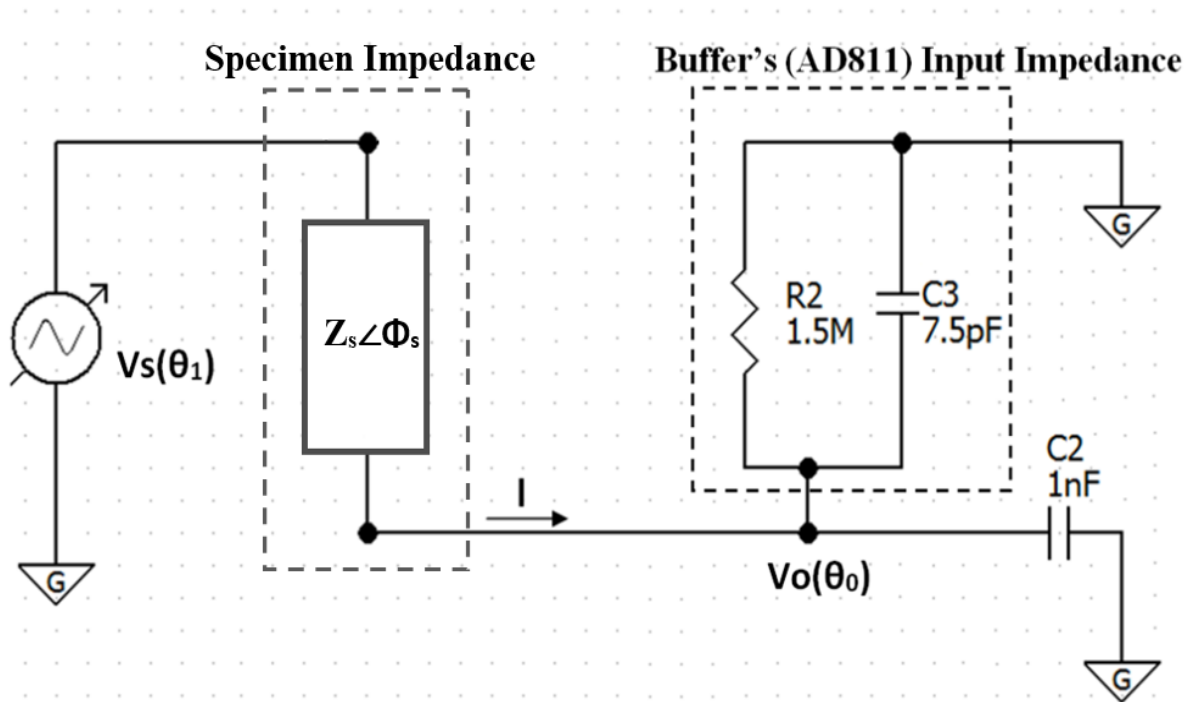 Specimen Impedance
Buffer's (AD811) Input Impedance
G
R2
1.5M
C3
7.5pF
Zs∠Φs
Vs(θ1)
C2
1nF
I
G
Vo(θ0)
G